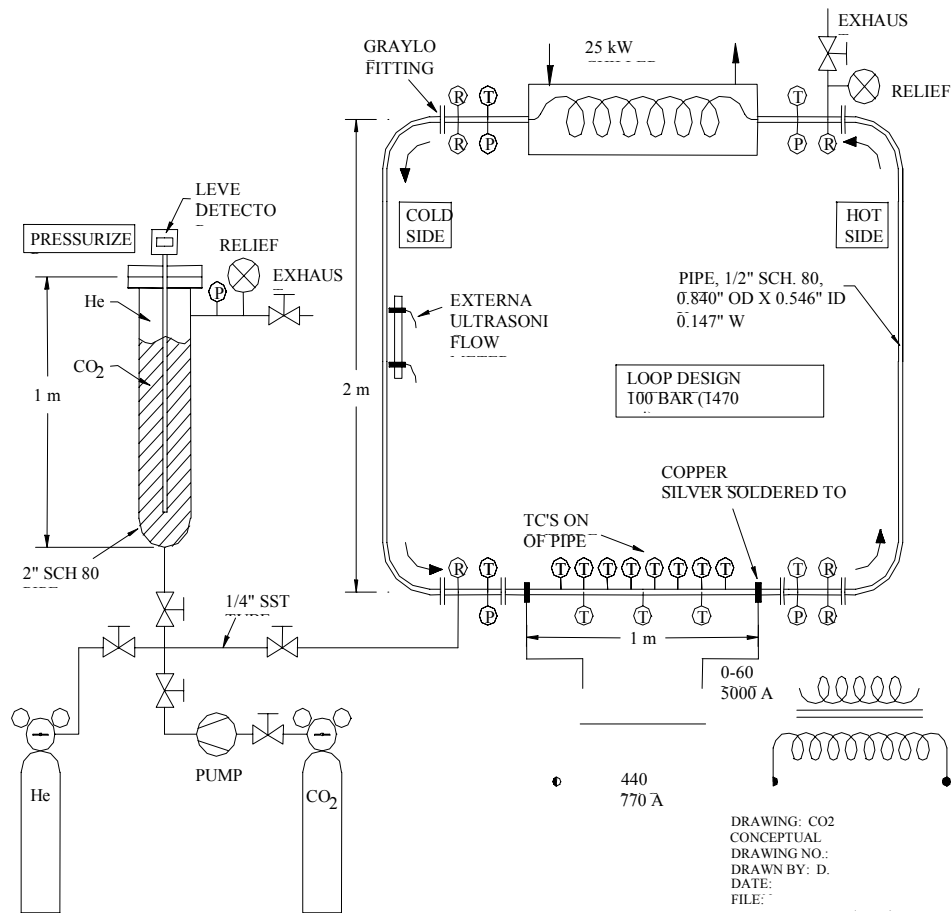 EXHAUS
GRAYLO
FITTING
25 kW
R
T
T
RELIEF
R
P
P
R
LEVE
DETECTO
PRESSURIZE
COLD
SIDE
HOT
SIDE
RELIEF
EXHAUS
P
He
CO2
1 m
EXTERNA
ULTRASONI
FLOW
2 m
PIPE, 1/2" SCH. 80,
0.840" OD X 0.546" ID
0.147" W
LOOP DESIGN
100 BAR (1470
COPPER
SILVER SOLDERED TO
TC'S ON
OF PIPE
2" SCH 80
R
T
T T T T T T T T
T
R
P
T T T
P
R
1/4" SST
1 m
0-60
5000 A
PUMP
He
CO2
440
770 A
DRAWING: CO2
CONCEPTUAL
DRAWING NO.:
DRAWN BY: D.
DATE:
FILE: